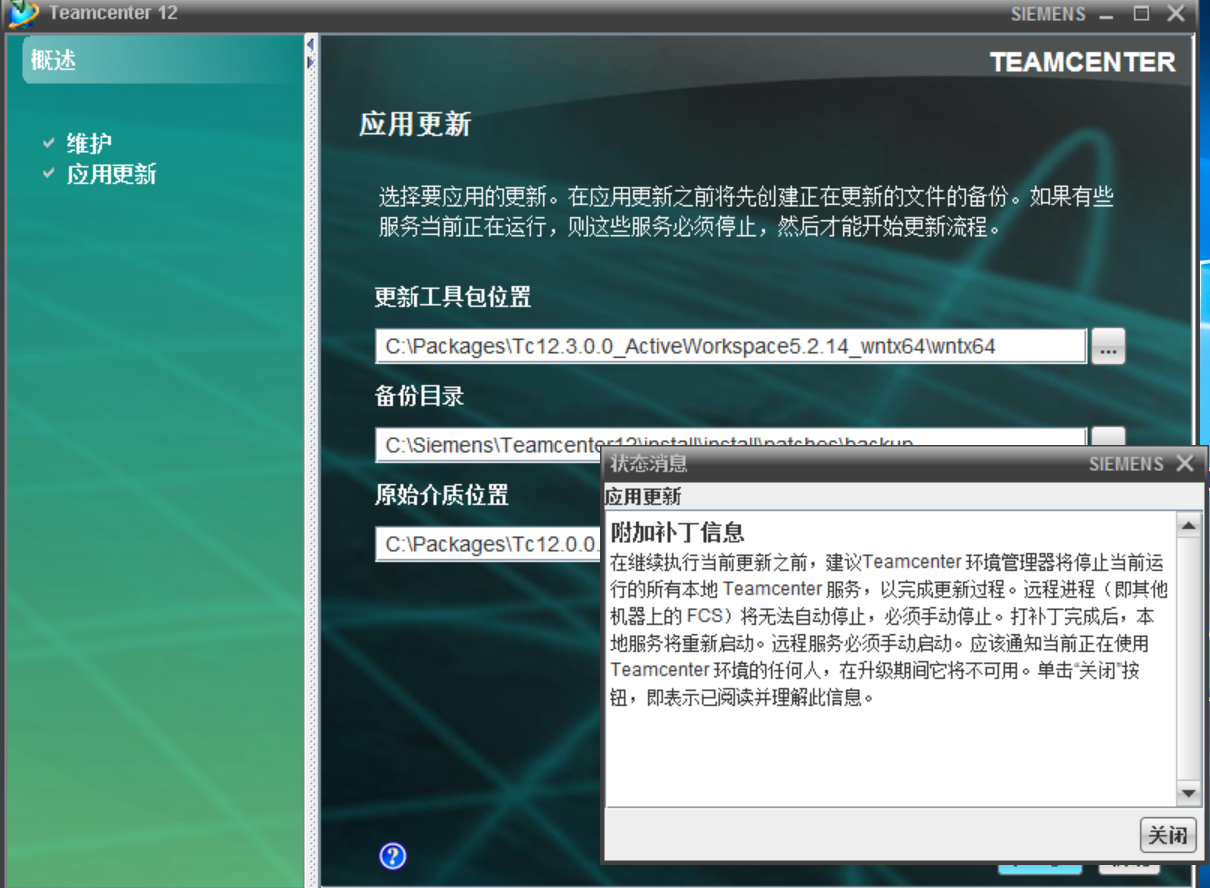 Teamcenter 12
SIEMENS
概述
TEAMCENTER
维护
应用更新
应用更新
选择要应用的更新。在应用更新之前将先创建正在更新的文件的备份。如果有些
服务当前正在运行，则这些服务必须停止，然后才能开始更新流程。
更新工具包位置
C:\Packages\Tc12.3.0.0_ActiveWorkspace5.2.14_wntx64\wntx64
...
备份目录
C:\Siemens\Teamcenter12\install\install\patches\backup
原始介质位置
C:\Packages\Tc12.0.0.
状态消息
SIEMENS
应用更新
附加补丁信息
在继续执行当前更新之前，建议Teamcenter 环境管理器将停止当前运
行的所有本地 Teamcenter 服务，以完成更新过程。远程进程（即其他
机器上的 FCS）将无法自动停止，必须手动停止。打补丁完成后，本
地服务将重新启动。远程服务必须手动启动。应该通知当前正在使用
Teamcenter 环境的任何人，在升级期间它将不可用。单击“关闭”按
钮，即表示已阅读并理解此信息。
关闭
?